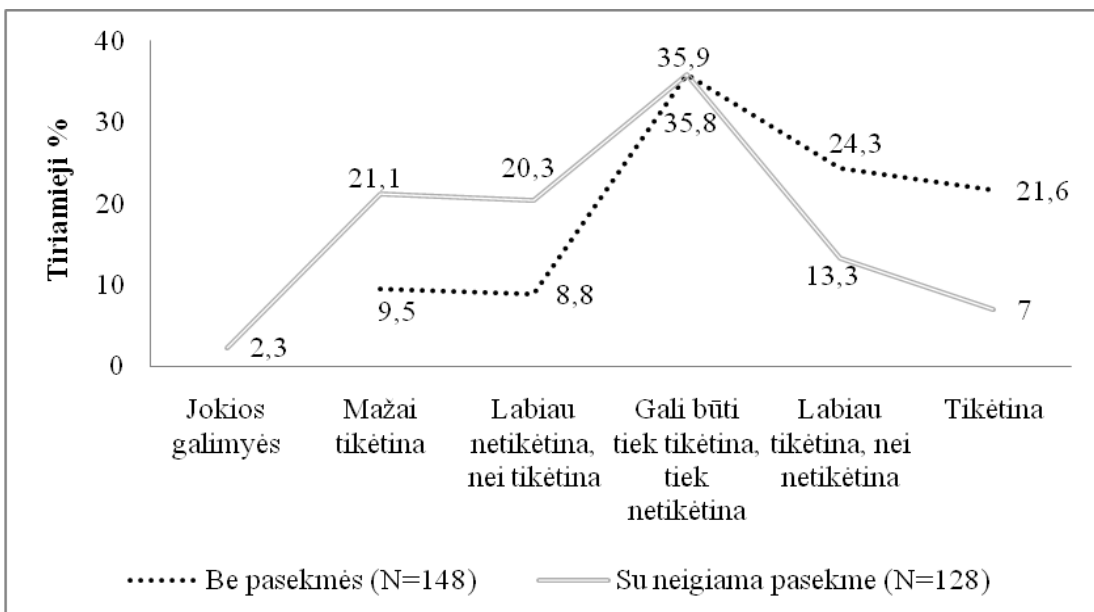 Tiriamieji %
40
30
20
10
0
2,3
21,1
20,3
35,9
13,3
7
9,5
8,8
35,8
24,3
21,6
Jokios
galimyės
Mažai
tikėtina
Labiau
netikėtina,
nei tikėtina
Gali būti
tiek tikėtina,
tiek
netikėtina
Labiau
tikėtina, nei
netikėtina
Tikėtina
Be pasekmės (N=148)
Su neigiama pasekme (N=128)